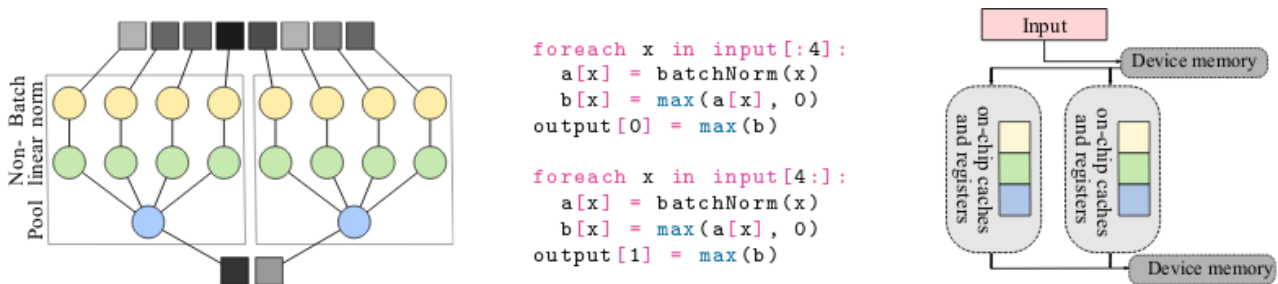 Batch
norm
Non-
linear
Pool
foreach x in input[:4]:
a[x] = batchNorm(x)
b[x] = max(a[x], 0)
output[0] = max(b)
foreach x in input[4:]:
a[x] = batchNorm(x)
b[x] = max(a[x], 0)
output[1] = max(b)
Input
Device memory
on-chip caches
and registers
on-chip caches
and registers
Device memory